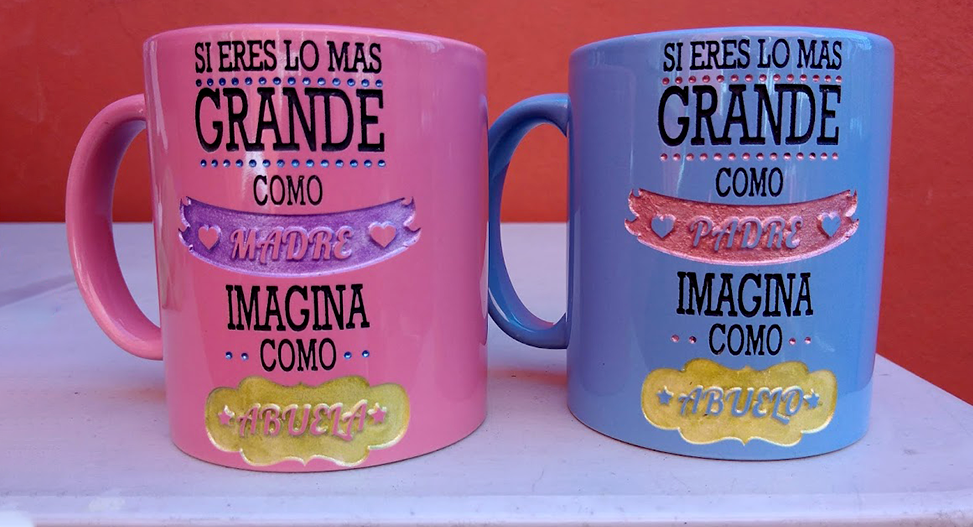 SI ERES LO MAS
GRANDE
COMO
MADRE
IMAGINA
COMO
ABUELA
SI ERES LO MAS
GRANDE
COMO
PADRE
IMAGINA
COMO
ABUELO